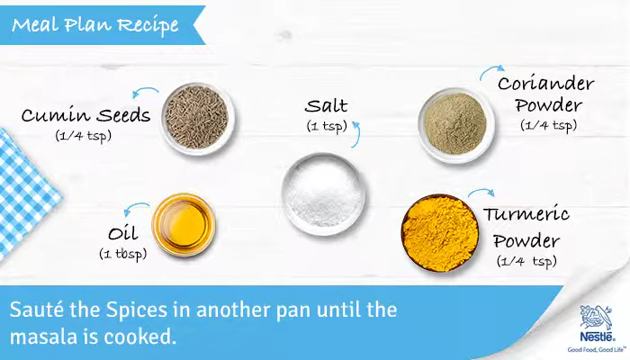 Meal Plan Recipe
Cumin Seeds
(1/4 tsp)
Salt
(1 tsp)
Coriander
Powder
(1/4 tsp)
Oil
(1 tbsp)
Turmeric
Powder
(1/4 tsp)
Sauté the Spices in another pan until the
masala is cooked.
Nestlé
Good Food, Good Life™